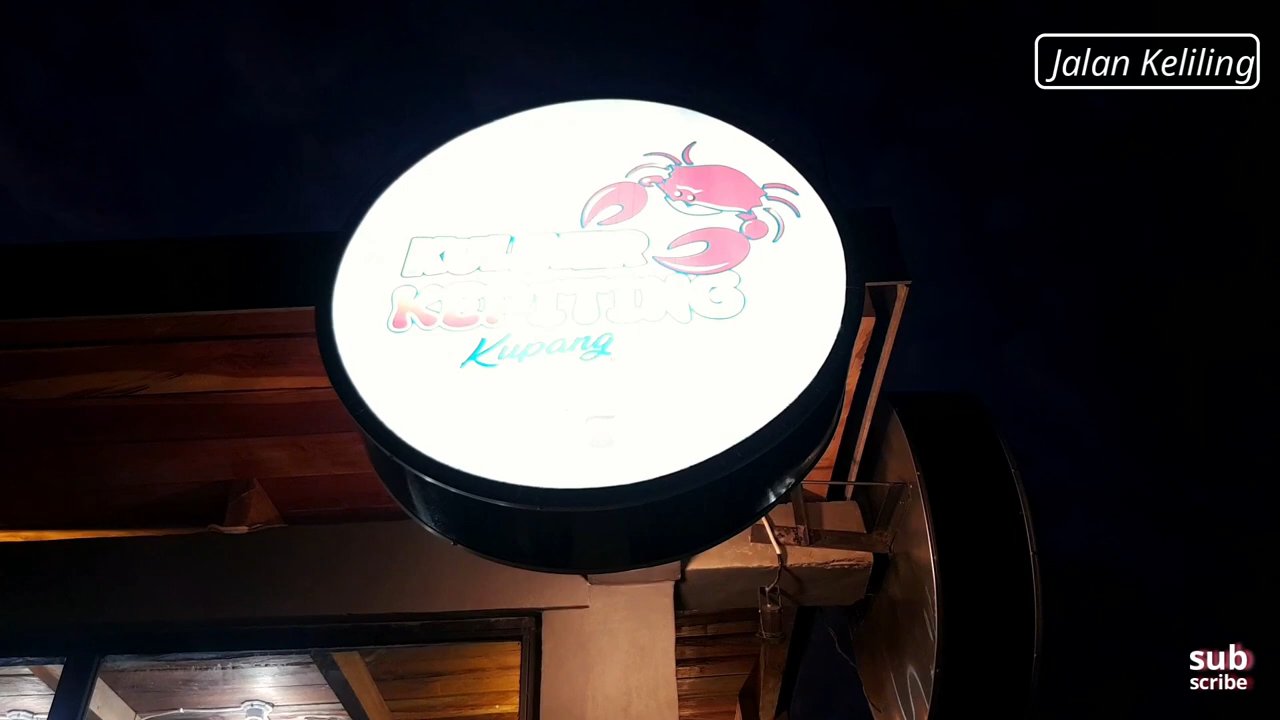 Jalan Keliling
KULINER
KEPITING
Kupang
sub
scribe